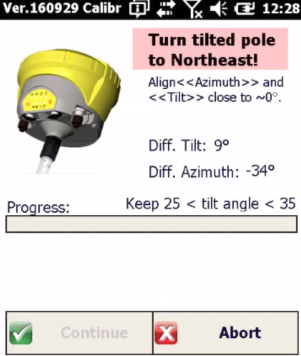 Ver.160929 Calibr 12:28
Turn tilted pole
to Northeast!
Align<<Azimuth>> and
<<Tilt>> close to ~0°.
Diff. Tilt: 9°
Diff. Azimuth: -34°
Progress: Keep 25 < tilt angle < 35
Continue Abort